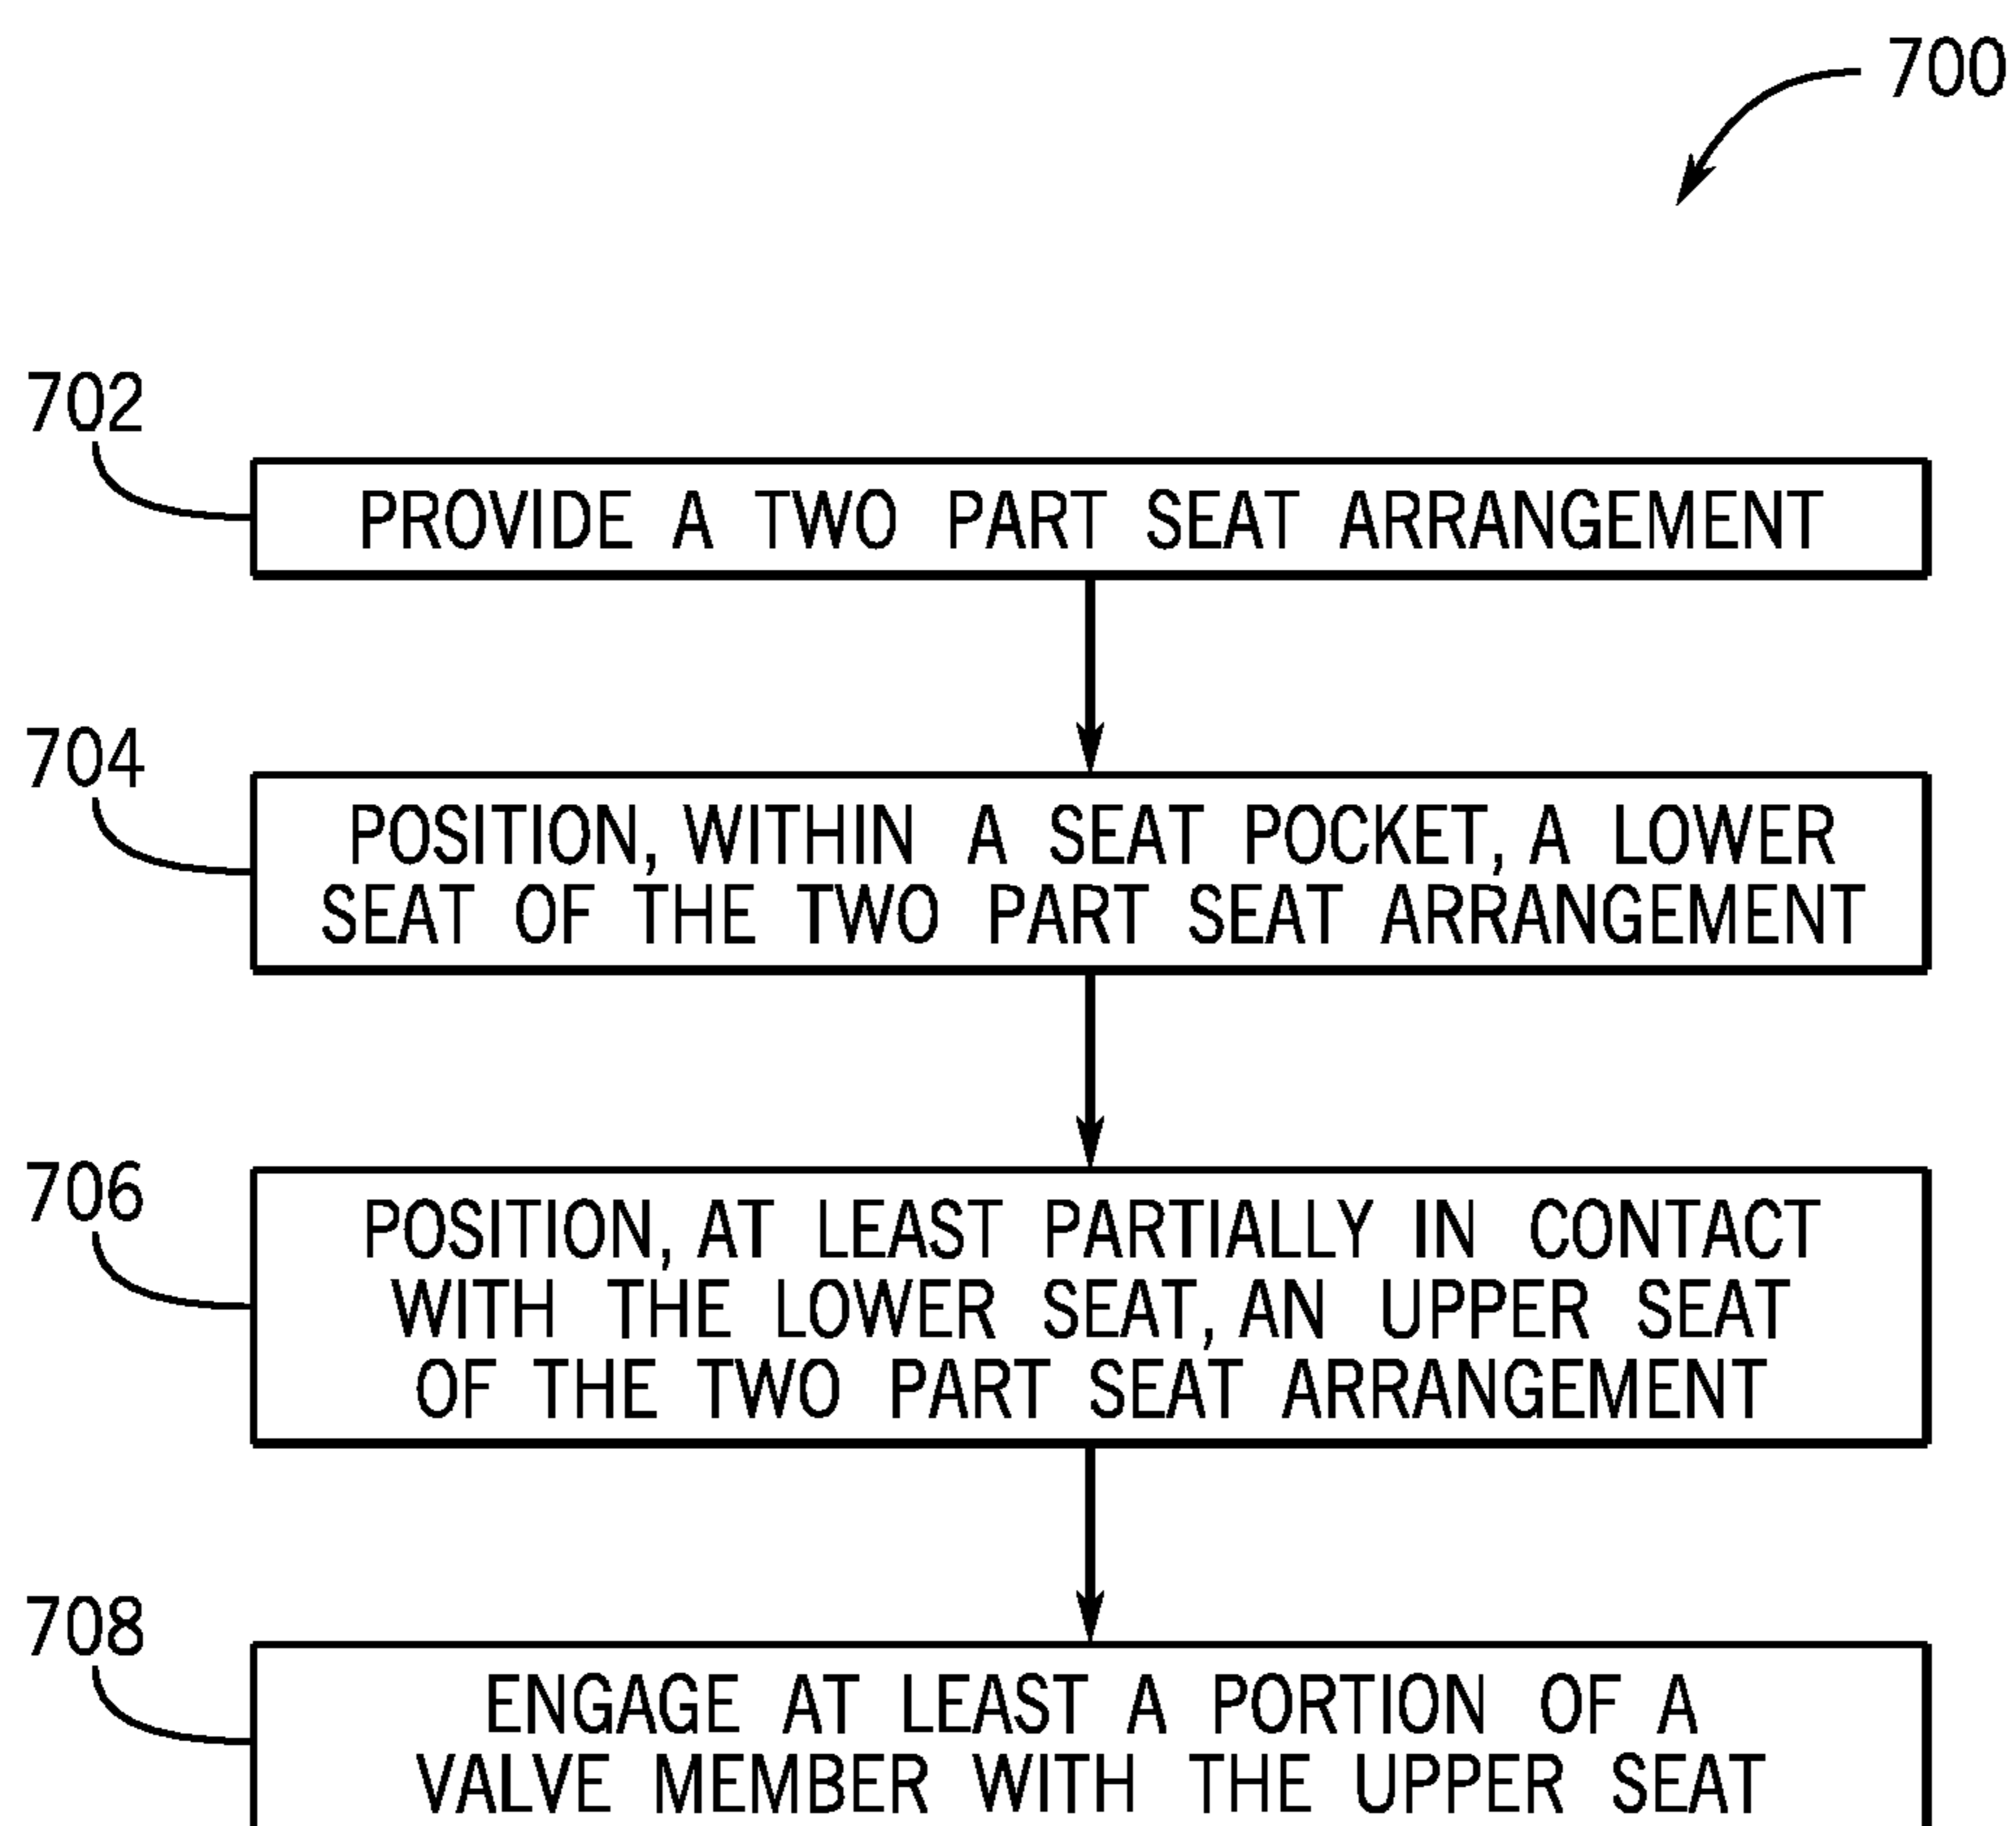 700
702
PROVIDE A TWO PART SEAT ARRANGEMENT
704
POSITION, WITHIN A SEAT POCKET, A LOWER
SEAT OF THE TWO PART SEAT ARRANGEMENT
706
POSITION, AT LEAST PARTIALLY IN CONTACT
WITH THE LOWER SEAT, AN UPPER SEAT
OF THE TWO PART SEAT ARRANGEMENT
708
ENGAGE AT LEAST A PORTION OF A
VALVE MEMBER WITH THE UPPER SEAT